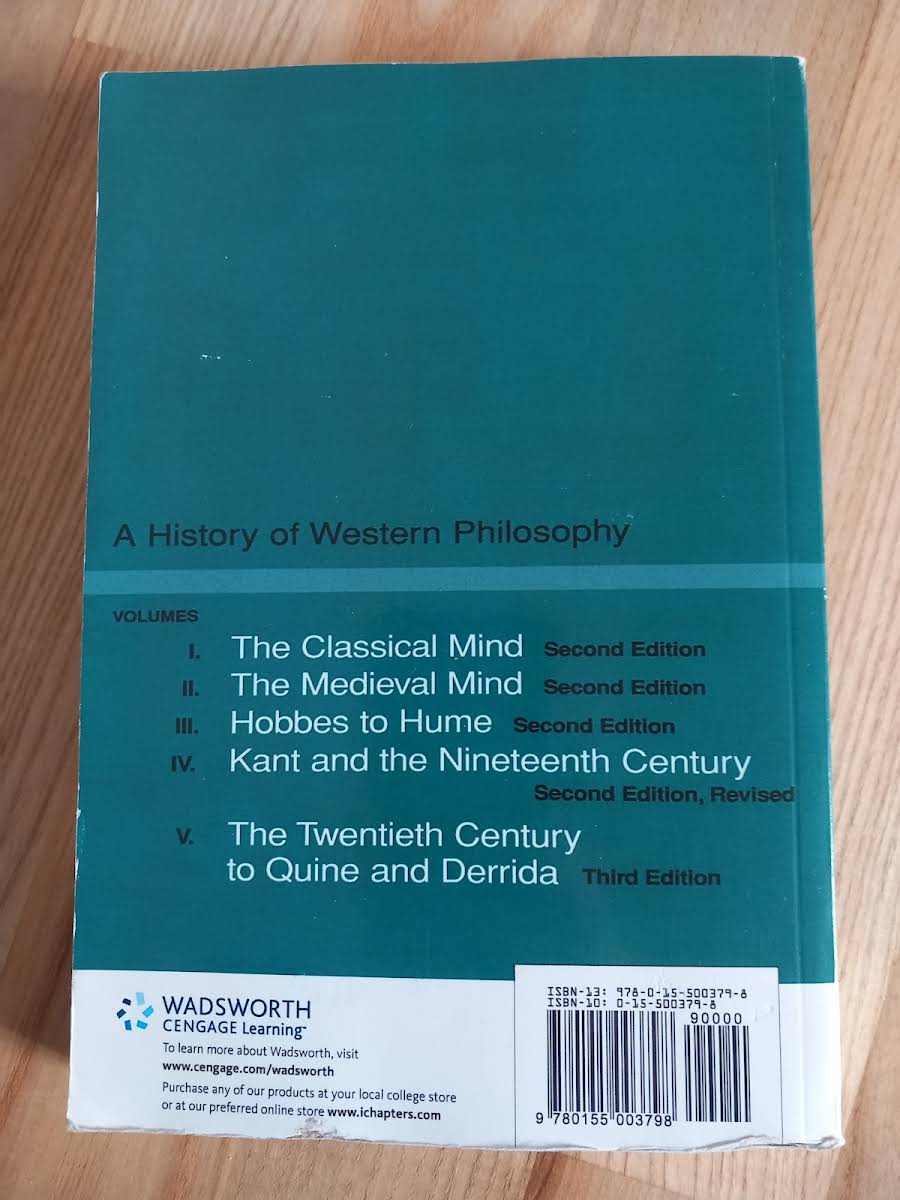 A History of Western Philosophy
VOLUMES
I. The Classical Mind Second Edition
II. The Medieval Mind Second Edition
III. Hobbes to Hume Second Edition
IV. Kant and the Nineteenth Century
Second Edition, Revised
V. The Twentieth Century
to Quine and Derrida Third Edition
WADSWORTH
CENGAGE Learning™
To learn more about Wadsworth, visit
www.cengage.com/wadsworth
Purchase any of our products at your local college store
or at our preferred online store www.ichapters.com
ISBN-13: 978-0-15-500379-8
ISBN-10: 0-15-500379-8
90000
9 780155 003798